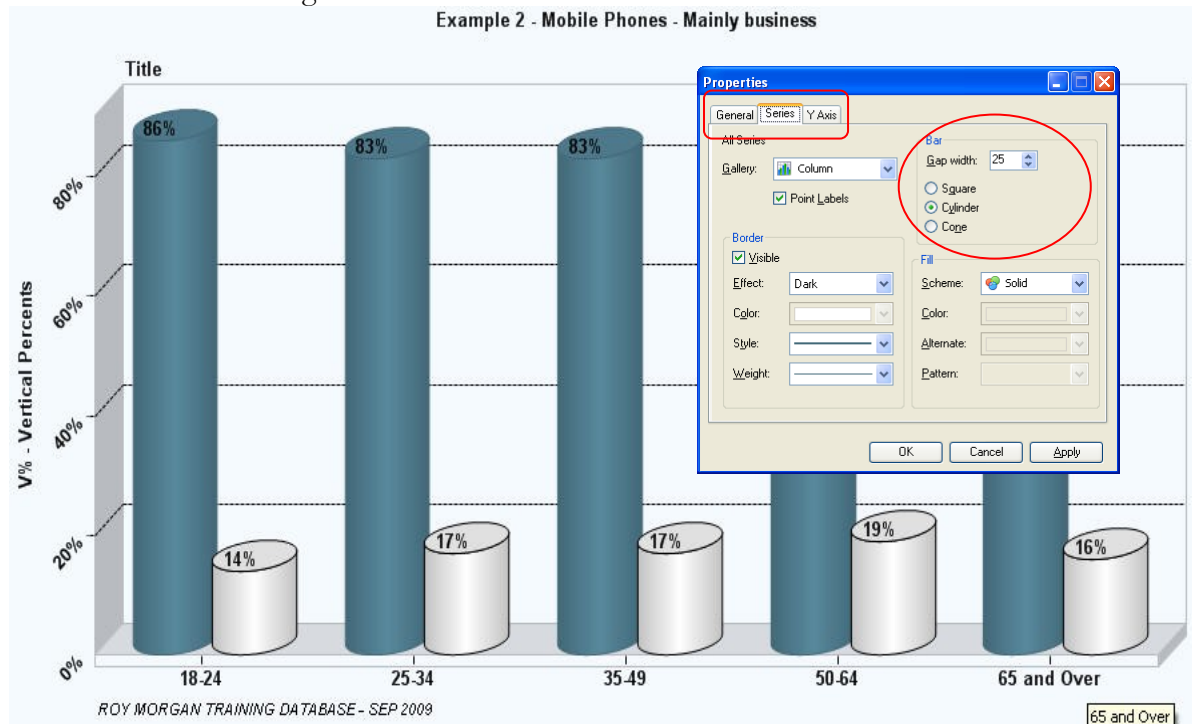 Example 2 - Mobile Phones - Mainly business
Title
86%
83%
83%
80%
60%
40%
20%
0%
V% - Vertical Percents
14%
17%
17%
19%
16%
18-24
25-34
35-49
50-64
65 and Over
ROY MORGAN TRAINING DATABASE - SEP 2009
65 and Over
Properties
General
Series
Y Axis
All Series
Gallery:
Column
Point Labels
Bar
Gap width:
25
Square
Cylinder
Cone
Border
Visible
Effect:
Dark
Color:
Style:
Weight:
Fill
Scheme:
Solid
Color:
Alternate:
Pattern:
OK
Cancel
Apply